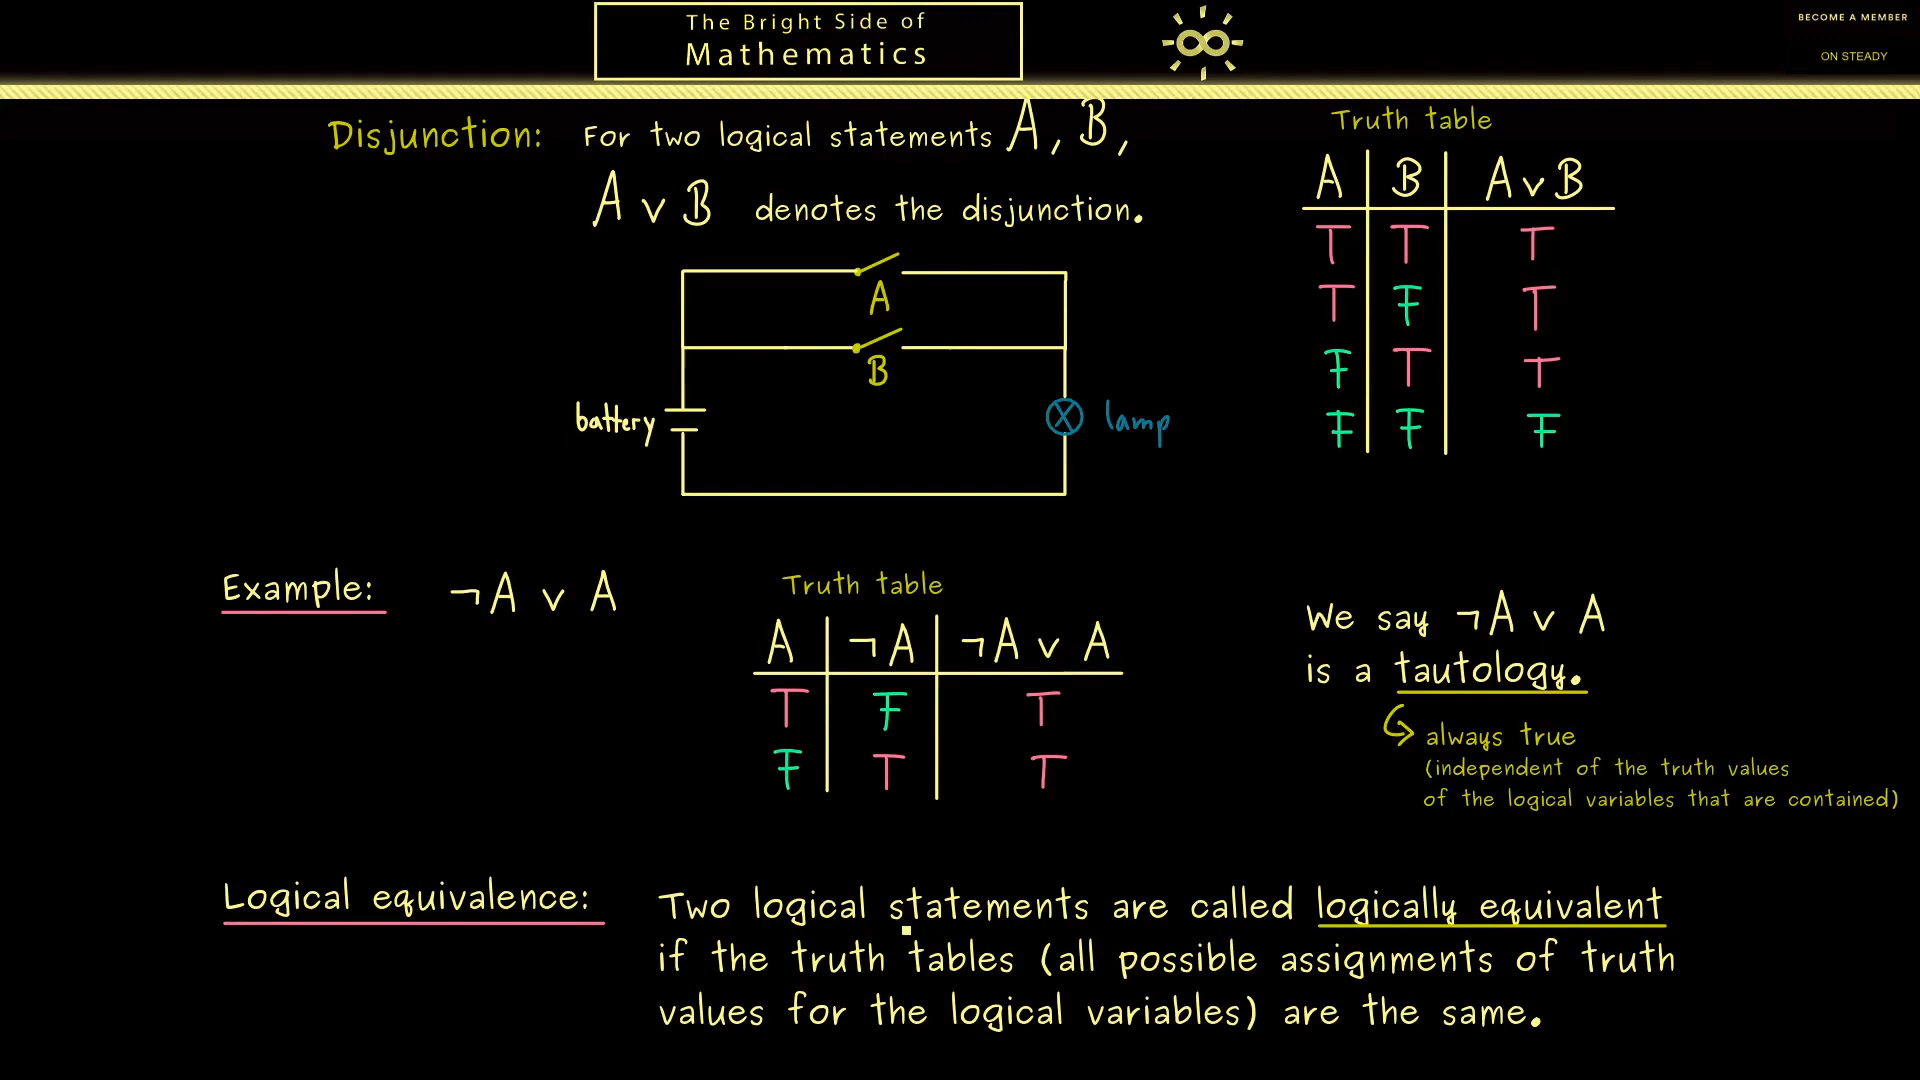 The Bright Side of
Mathematics
BECOME A MEMBER
ON STEADY
Disjunction: For two logical statements A, B,
A ∨ B denotes the disjunction.
A
B
battery
lamp
Truth table
A B A ∨ B
T T T
T F T
F T T
F F F
Example: ¬A ∨ A
Truth table
A ¬A ¬A ∨ A
T F T
F T T
We say ¬A ∨ A
is a tautology.
always true
(independent of the truth values
of the logical variables that are contained)
Logical equivalence: Two logical statements are called logically equivalent
if the truth tables (all possible assignments of truth
values for the logical variables) are the same.